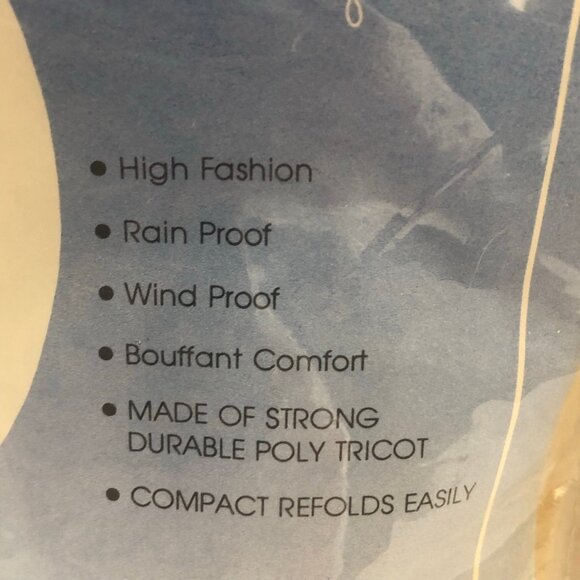 • High Fashion
• Rain Proof
• Wind Proof
• Bouffant Comfort
• MADE OF STRONG
DURABLE POLY TRICOT
• COMPACT REFOLDS EASILY